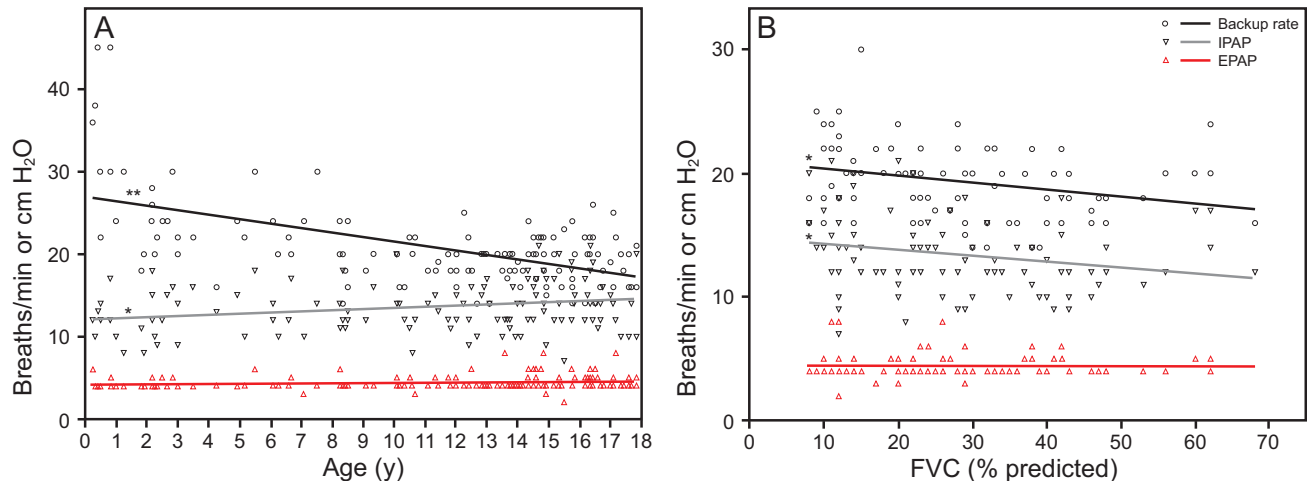 A
Breaths/min or cm H₂O
40
30
20
10
0
**
*
0 1 2 3 4 5 6 7 8 9 10 11 12 13 14 15 16 17 18
Age (y)
B
Backup rate
IPAP
EPAP
Breaths/min or cm H₂O
30
20
10
0
*
*
10 20 30 40 50 60 70
FVC (% predicted)